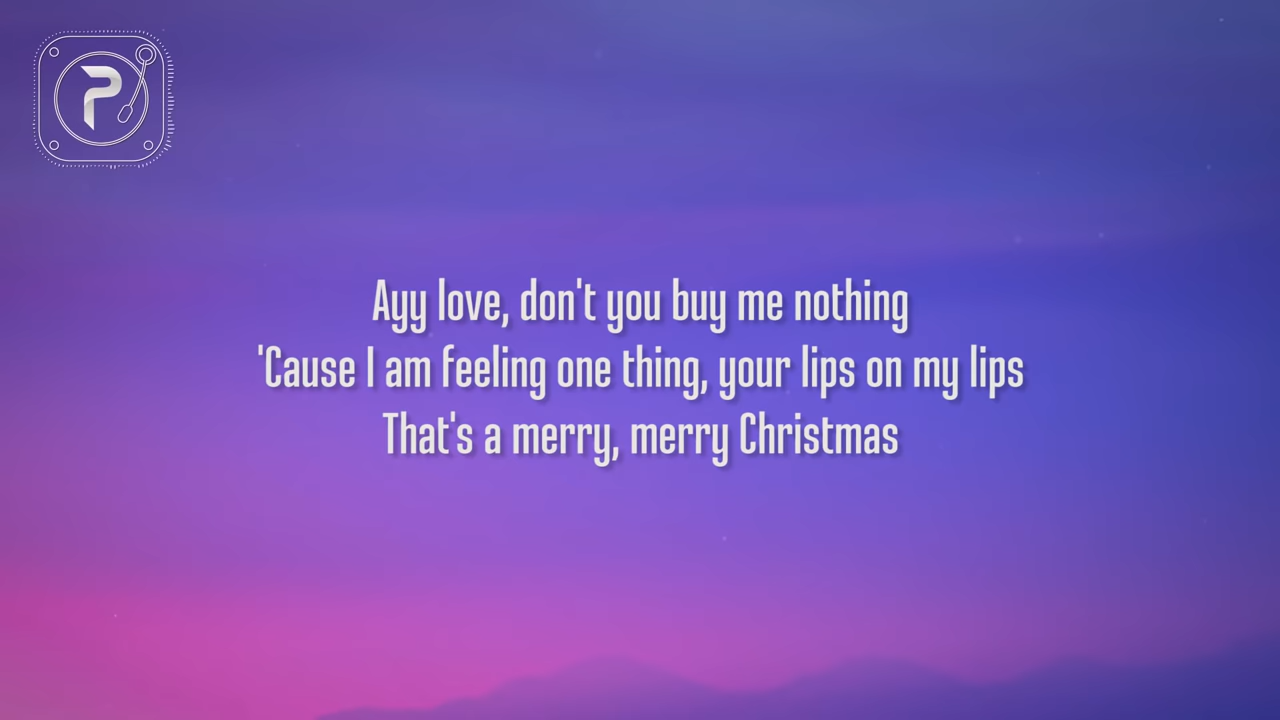 P
Ayy love, don't you buy me nothing
'Cause I am feeling one thing, your lips on my lips
That's a merry, merry Christmas